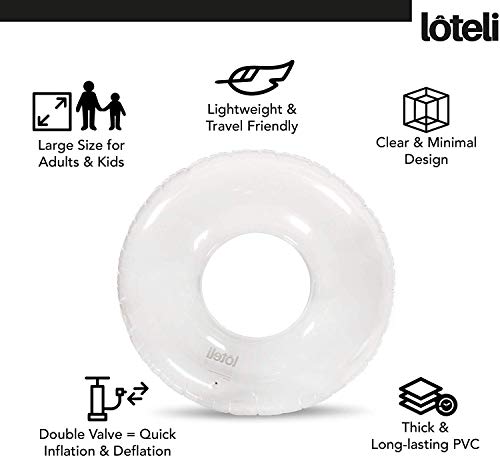 lôteli
Lightweight &
Travel Friendly
Large Size for
Adults & Kids
Clear & Minimal
Design
lôteli
Double Valve = Quick
Inflation & Deflation
Thick &
Long-lasting PVC